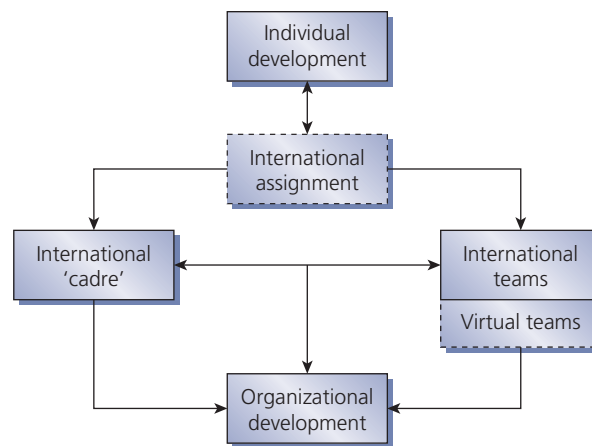 Individual
development
International
assignment
International
‘cadre’
International
teams
Virtual teams
Organizational
development